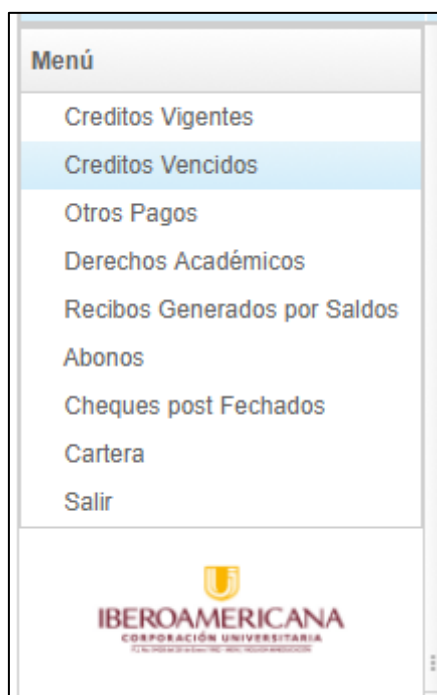 Menú
Creditos Vigentes
Creditos Vencidos
Otros Pagos
Derechos Académicos
Recibos Generados por Saldos
Abonos
Cheques post Fechados
Cartera
Salir
IBEROAMERICANA
CORPORACIÓN UNIVERSITARIA